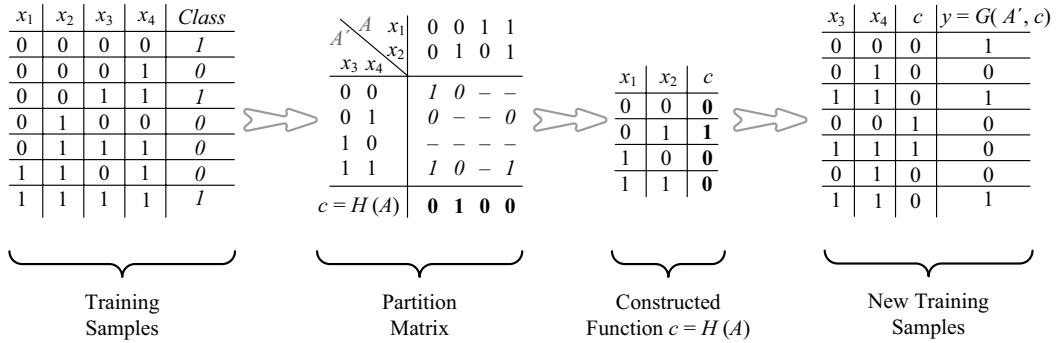 x1 x2 x3 x4 Class
0 0 0 0 1
0 0 0 1 0
0 0 1 1 1
0 1 0 0 0
0 1 1 1 0
1 1 0 1 0
1 1 1 1 1
Training
Samples
A´ A x1 0 0 1 1
x2 0 1 0 1
x3 x4
0 0 1 0 – –
0 1 0 – – 0
1 0 – – – –
1 1 1 0 – 1
c = H (A) 0 1 0 0
Partition
Matrix
x1 x2 c
0 0 0
0 1 1
1 0 0
1 1 0
Constructed
Function c = H (A)
x3 x4 c y = G( A´, c)
0 0 0 1
0 1 0 0
1 1 0 1
0 0 1 0
1 1 1 0
0 1 0 0
1 1 0 1
New Training
Samples